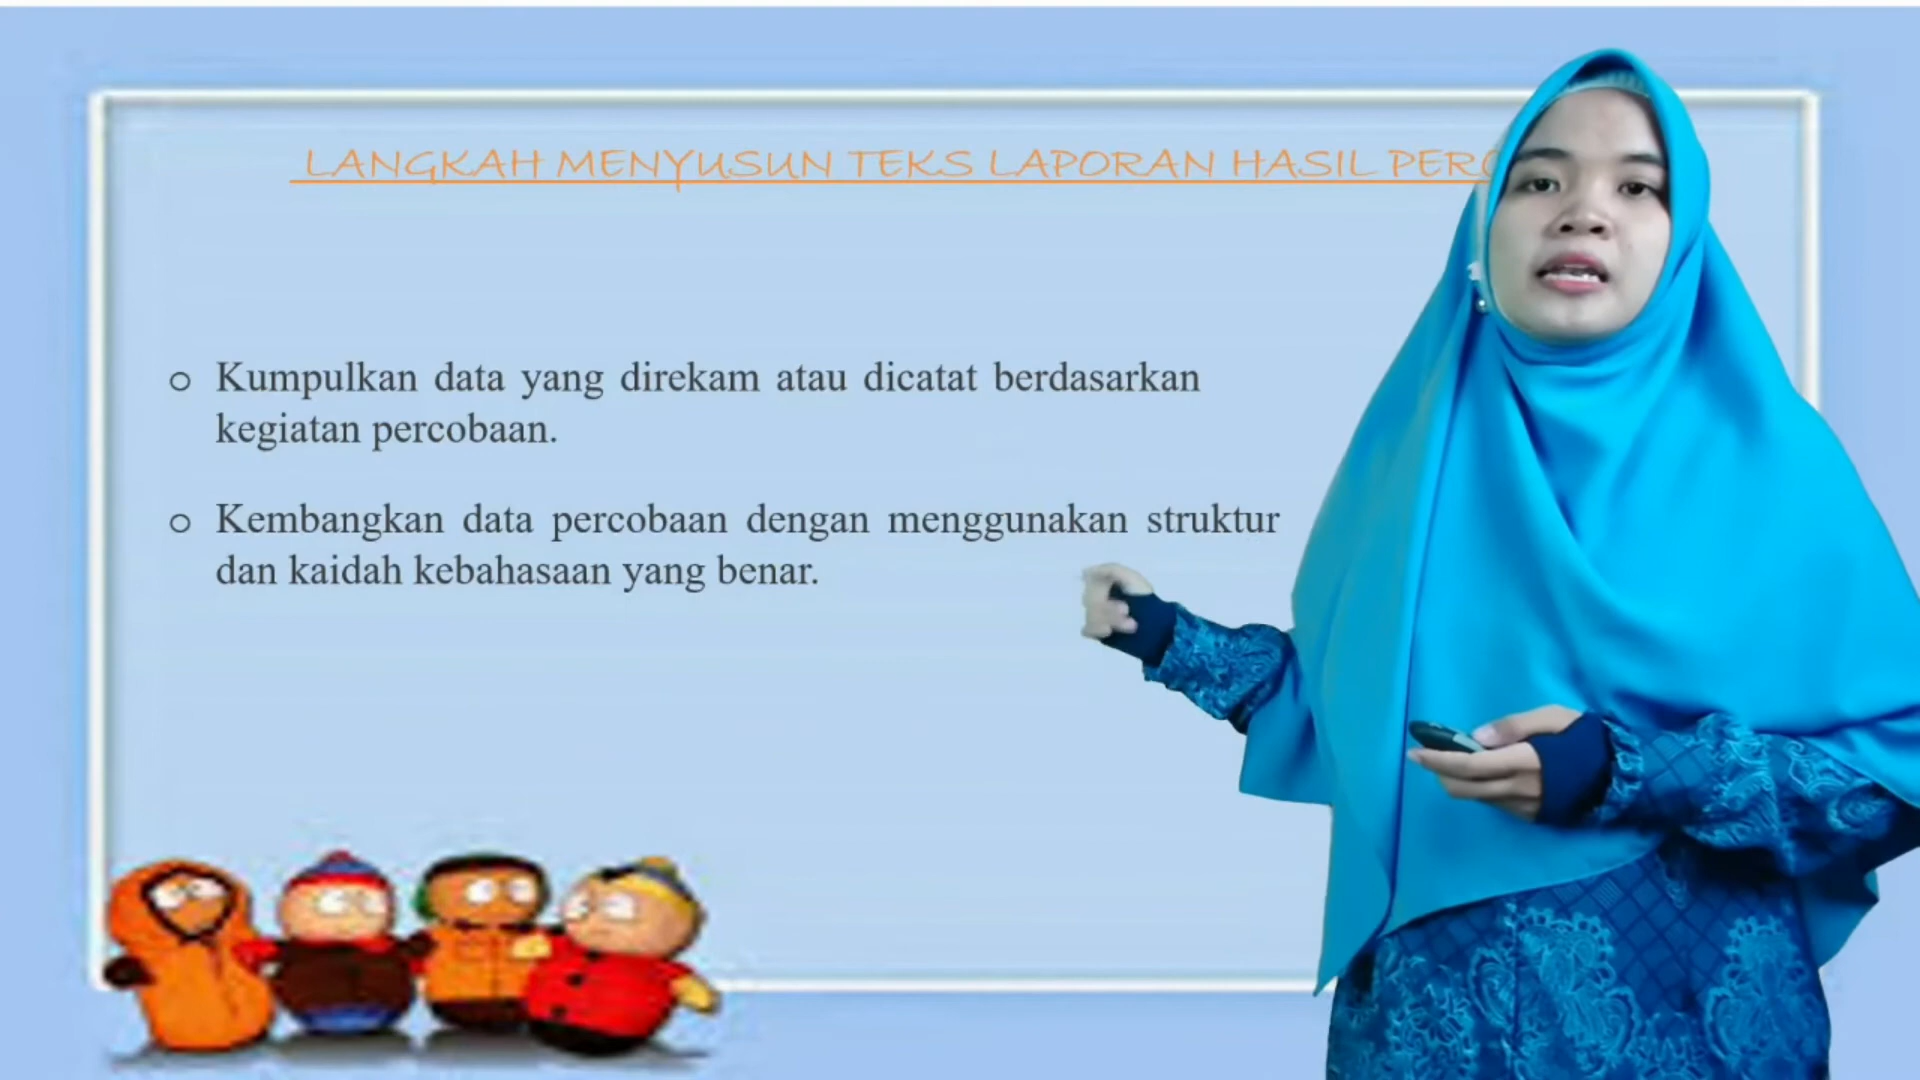 LANGKAH MENYUSUN TEKS LAPORAN HASIL
Kumpulkan data yang direkam atau dicatat berdasarkan
kegiatan percobaan.
Kembangkan data percobaan dengan menggunakan struktur
dan kaidah kebahasaan yang benar.